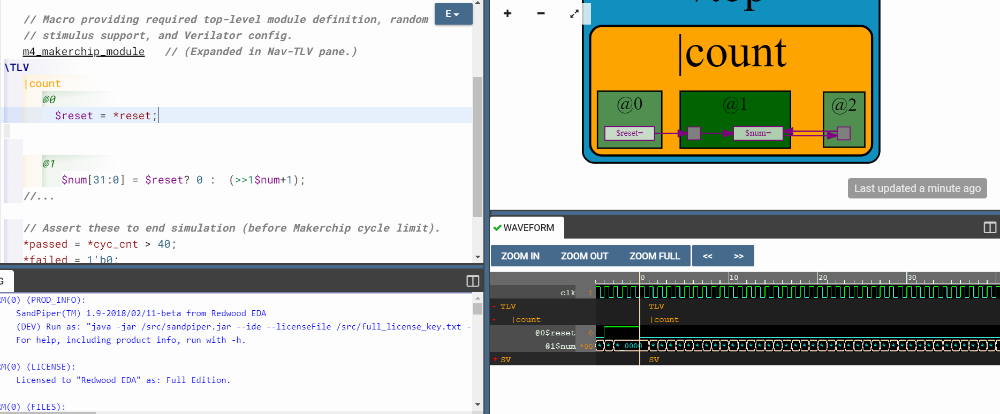 // Macro providing required top-level module definition, random
// stimulus support, and Verilator config.
m4_makerchip_module // (Expanded in Nav-TLV pane.)
\TLV
|count
@0
$reset = *reset;
@1
$num[31:0] = $reset? 0 : (>>1$num+1);
//...
// Assert these to end simulation (before Makerchip cycle limit).
*passed = *cyc_cnt > 40;
*failed = 1'b0;
E
G
RM(0) (PROD_INFO):
SandPiper(TM) 1.9-2018/02/11-beta from Redwood EDA
(DEV) Run as: "java -jar /src/sandpiper.jar --ide --licenseFile /src/full_license_key.txt -
For help, including product info, run with -h.
RM(0) (LICENSE):
Licensed to "Redwood EDA" as: Full Edition.
RM(0) (FILES):
+ −
/top
|count
@0 @1 @2
$reset= $num=
Last updated a minute ago
WAVEFORM
ZOOM IN ZOOM OUT ZOOM FULL << >>
0 10 20 30
clk 1
- TLV TLV
- |count |count
@0$reset 0
@1$num *00 * * *_0000 * * * * * * * * * * * * * * * * * * * * * * * * * * * * * * * * * * * * * * *
+ SV SV